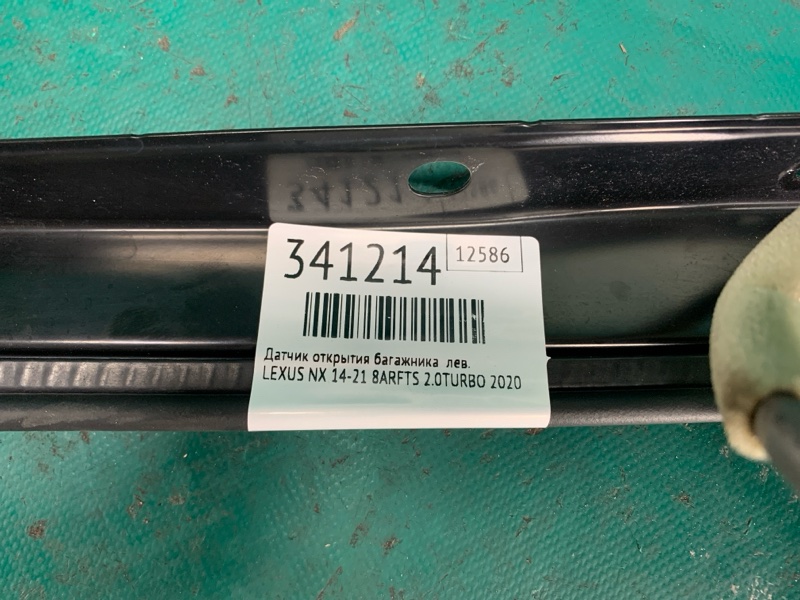 341214
12586
Датчик открытия багажника лев.
LEXUS NX 14-21 8ARFTS 2.0TURBO 2020